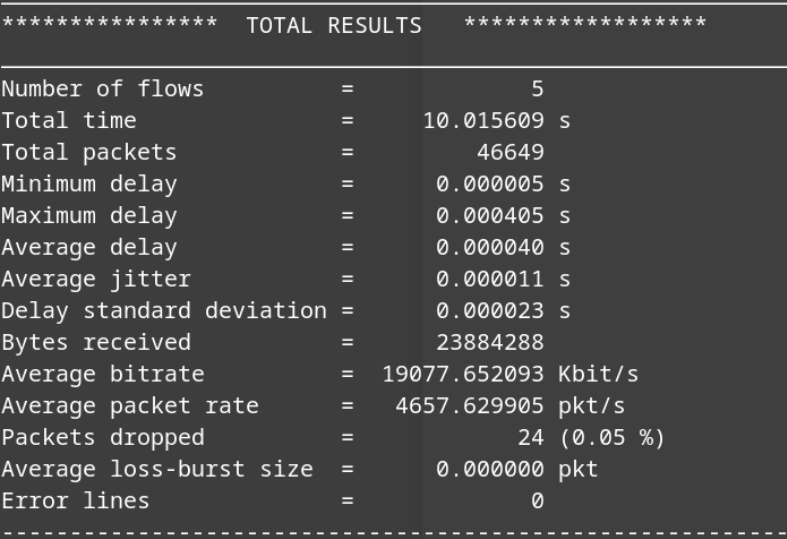 ***************  TOTAL RESULTS   ******************
Number of flows          =             5
Total time               =     10.015609 s
Total packets            =         46649
Minimum delay            =      0.000005 s
Maximum delay            =      0.000405 s
Average delay            =      0.000040 s
Average jitter           =      0.000011 s
Delay standard deviation =      0.000023 s
Bytes received           =      23884288
Average bitrate          =  19077.652093 Kbit/s
Average packet rate      =   4657.629905 pkt/s
Packets dropped          =            24 (0.05 %)
Average loss-burst size  =      0.000000 pkt
Error lines              =             0
----------------------------------------------------------